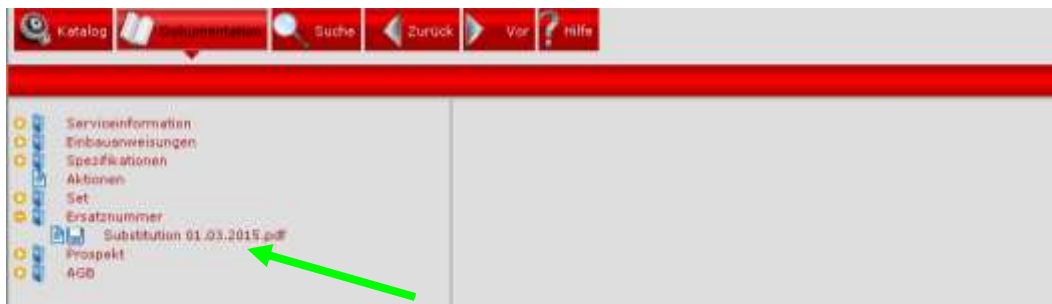 Katalog Dokumentation Suche Zurück Vor Hilfe
Serviceinformation
Einbauanweisungen
Spezifikationen
Aktionen
Set
Ersatznummer
Substitution 01.03.2015.pdf
Prospekt
AGB